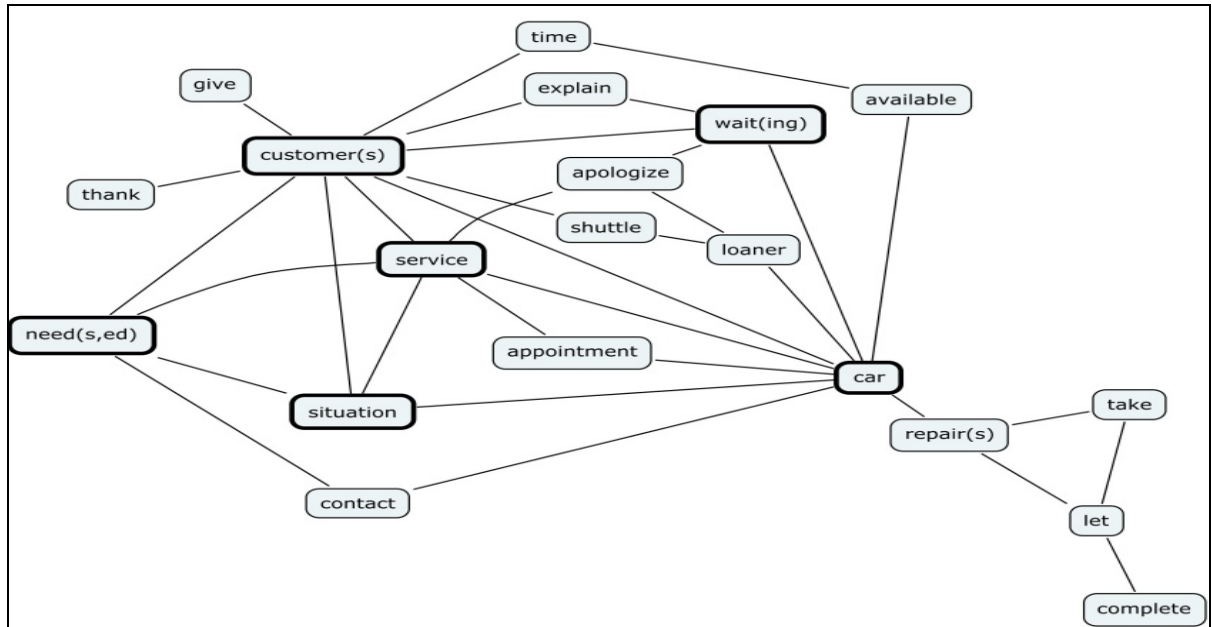 time
give
explain
available
wait(ing)
customer(s)
apologize
thank
shuttle
loaner
service
need(s,ed)
appointment
car
take
situation
repair(s)
contact
let
complete